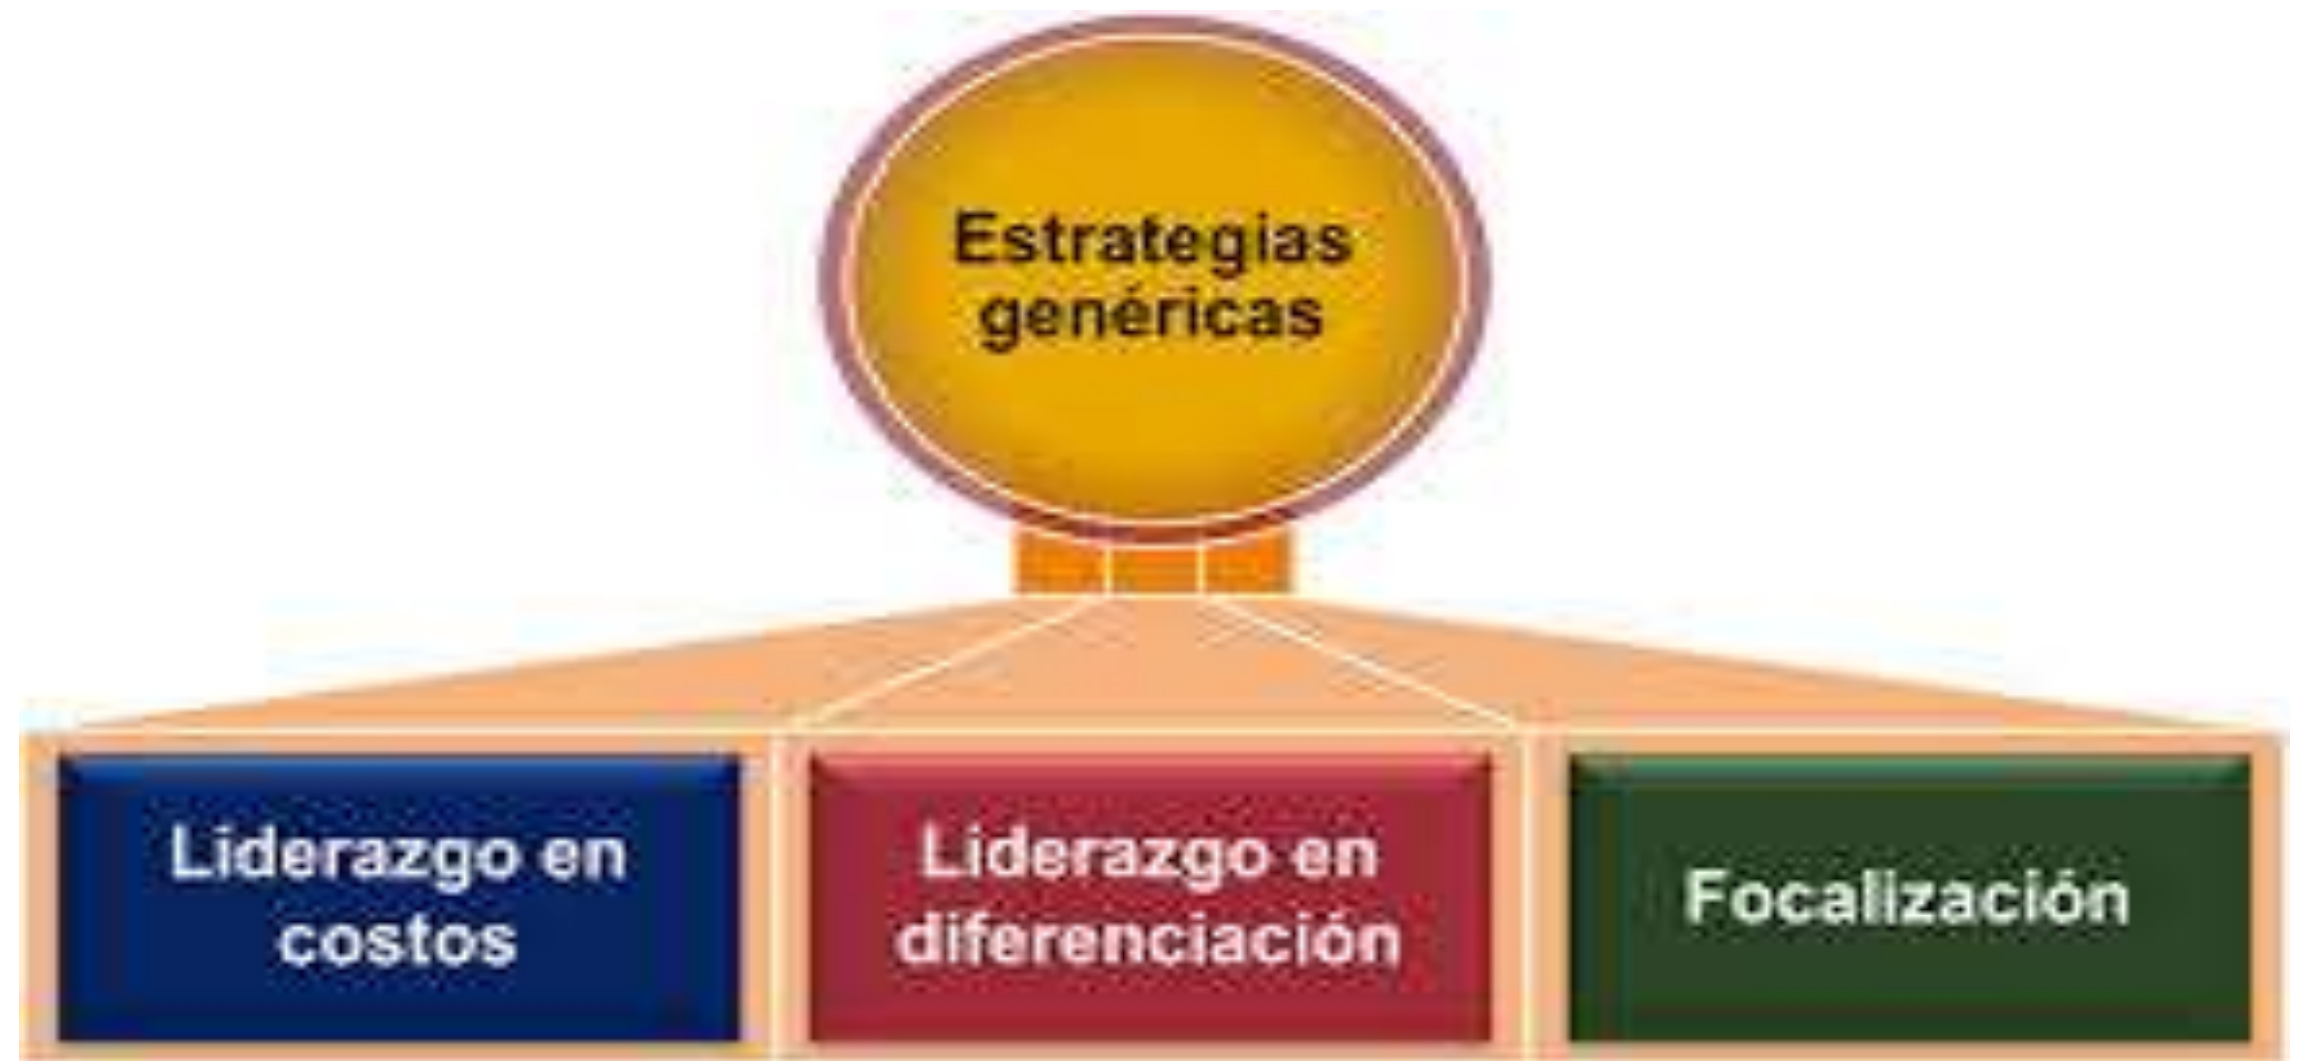 Estrategias
genéricas
Liderazgo en
costos
Liderazgo en
diferenciación
Focalización